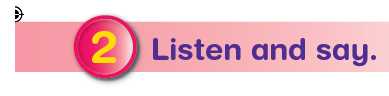 2 Listen and say.